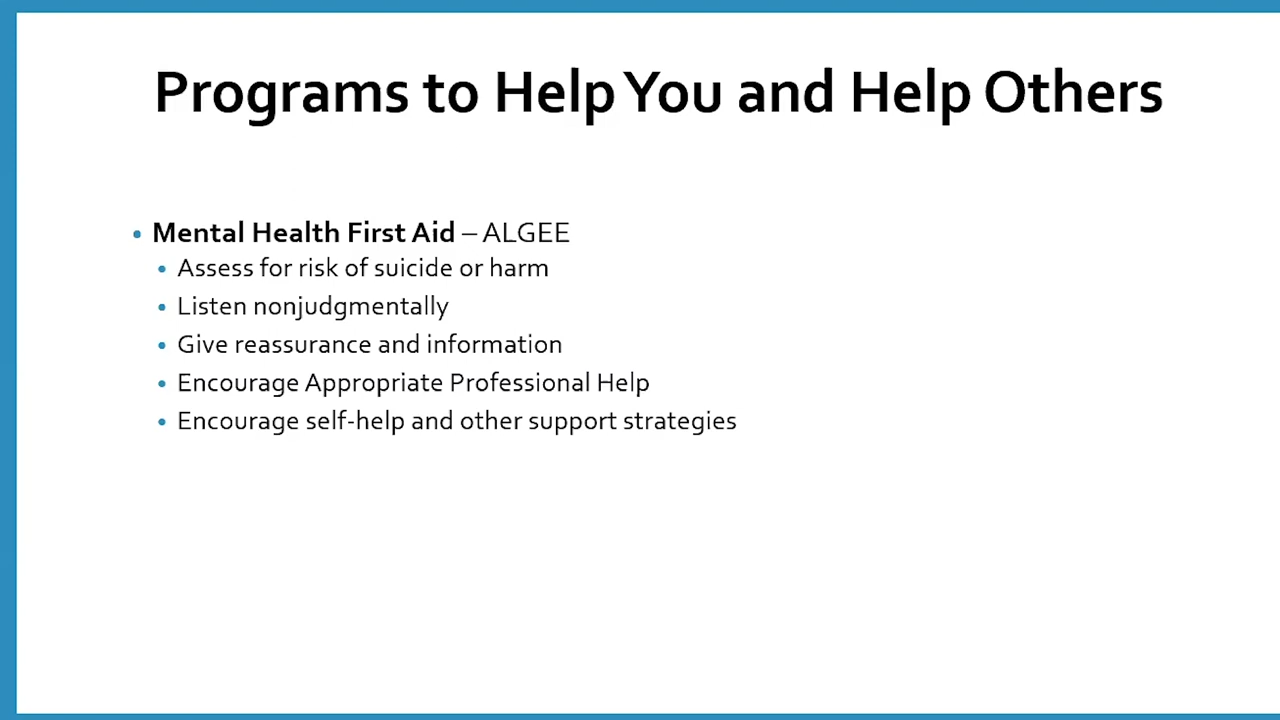 Programs to Help You and Help Others
• Mental Health First Aid – ALGEE
• Assess for risk of suicide or harm
• Listen nonjudgmentally
• Give reassurance and information
• Encourage Appropriate Professional Help
• Encourage self-help and other support strategies